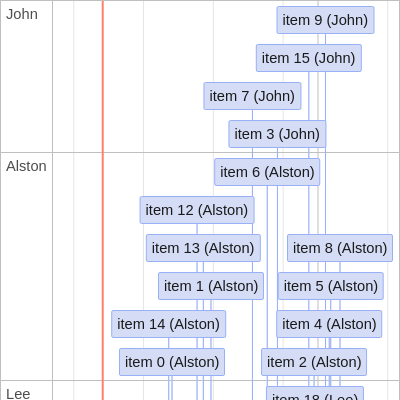 John
item 9 (John)
item 15 (John)
item 7 (John)
item 3 (John)
Alston
item 6 (Alston)
item 12 (Alston)
item 13 (Alston)
item 8 (Alston)
item 1 (Alston)
item 5 (Alston)
item 14 (Alston)
item 4 (Alston)
item 0 (Alston)
item 2 (Alston)
Lee
item 18 (Lee)